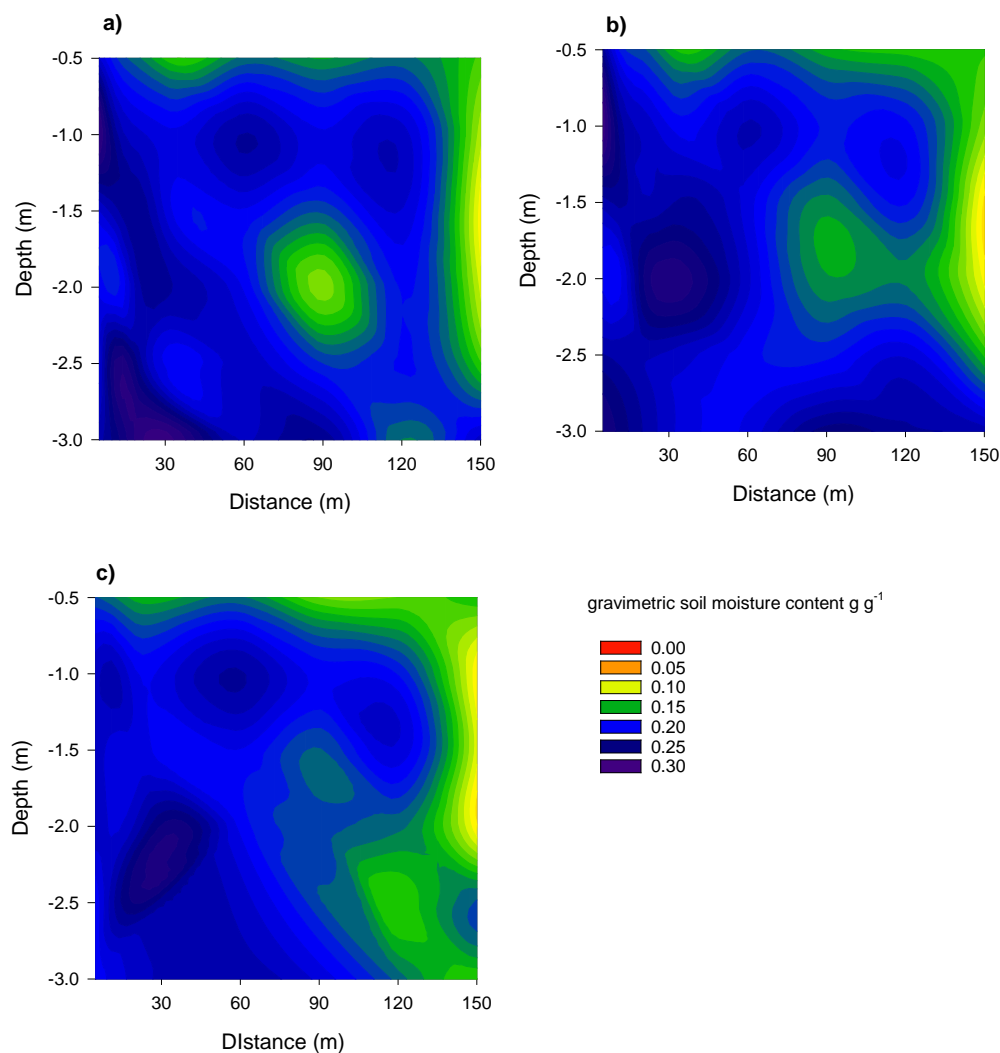 a)
-0.5
-1.0
-1.5
-2.0
-2.5
-3.0
Depth (m)
30 60 90 120 150
Distance (m)
b)
-0.5
-1.0
-1.5
-2.0
-2.5
-3.0
Depth (m)
30 60 90 120 150
Distance (m)
c)
-0.5
-1.0
-1.5
-2.0
-2.5
-3.0
Depth (m)
30 60 90 120 150
DIstance (m)
gravimetric soil moisture content g g⁻¹
0.00
0.05
0.10
0.15
0.20
0.25
0.30